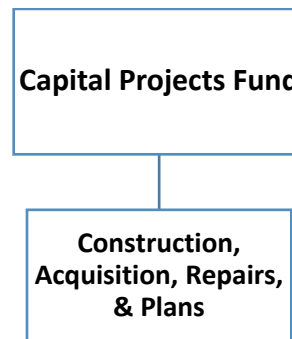 Capital Projects Fund
Construction,
Acquisition, Repairs,
& Plans